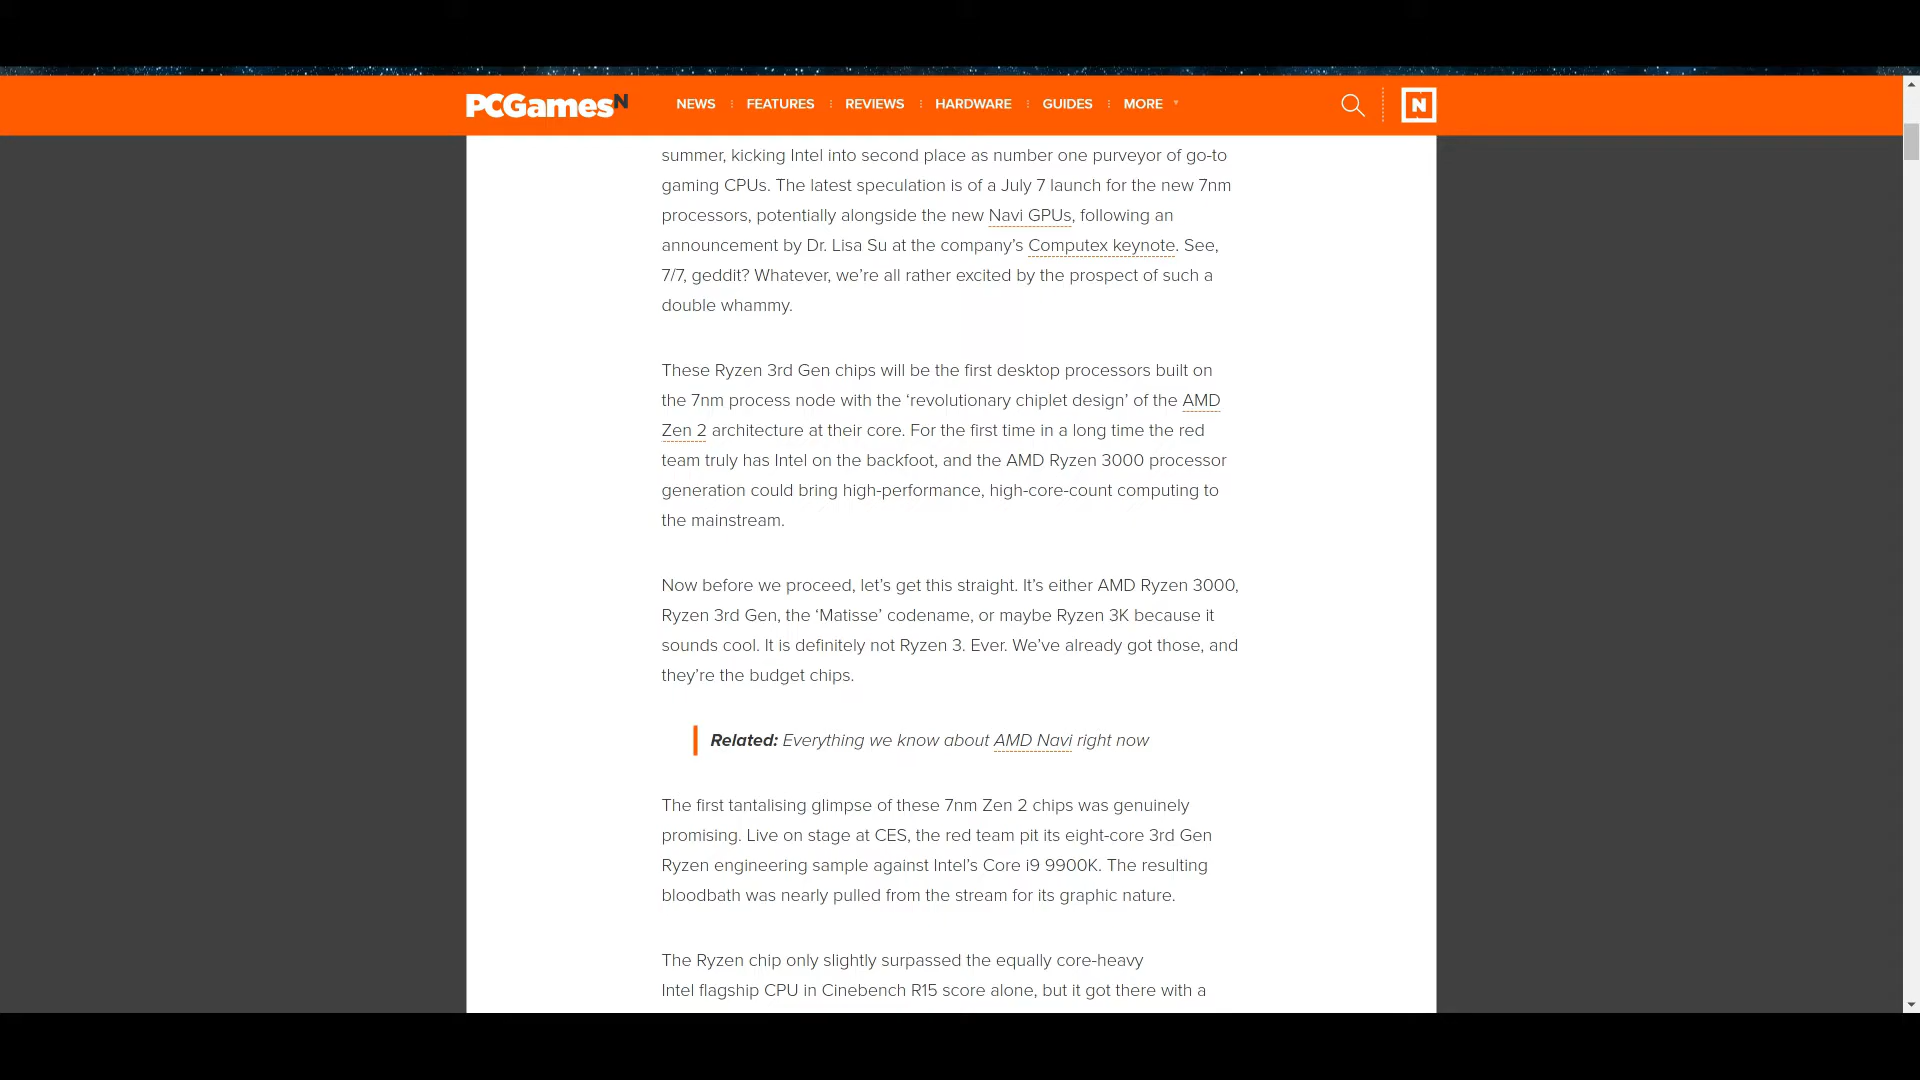 PCGamesN
NEWS
FEATURES
REVIEWS
HARDWARE
GUIDES
MORE
N
summer, kicking Intel into second place as number one purveyor of go-to
gaming CPUs. The latest speculation is of a July 7 launch for the new 7nm
processors, potentially alongside the new Navi GPUs, following an
announcement by Dr. Lisa Su at the company’s Computex keynote. See,
7/7, geddit? Whatever, we’re all rather excited by the prospect of such a
double whammy.
These Ryzen 3rd Gen chips will be the first desktop processors built on
the 7nm process node with the ‘revolutionary chiplet design’ of the AMD
Zen 2 architecture at their core. For the first time in a long time the red
team truly has Intel on the backfoot, and the AMD Ryzen 3000 processor
generation could bring high-performance, high-core-count computing to
the mainstream.
Now before we proceed, let’s get this straight. It’s either AMD Ryzen 3000,
Ryzen 3rd Gen, the ‘Matisse’ codename, or maybe Ryzen 3K because it
sounds cool. It is definitely not Ryzen 3. Ever. We’ve already got those, and
they’re the budget chips.
Related: Everything we know about AMD Navi right now
The first tantalising glimpse of these 7nm Zen 2 chips was genuinely
promising. Live on stage at CES, the red team pit its eight-core 3rd Gen
Ryzen engineering sample against Intel’s Core i9 9900K. The resulting
bloodbath was nearly pulled from the stream for its graphic nature.
The Ryzen chip only slightly surpassed the equally core-heavy
Intel flagship CPU in Cinebench R15 score alone, but it got there with a